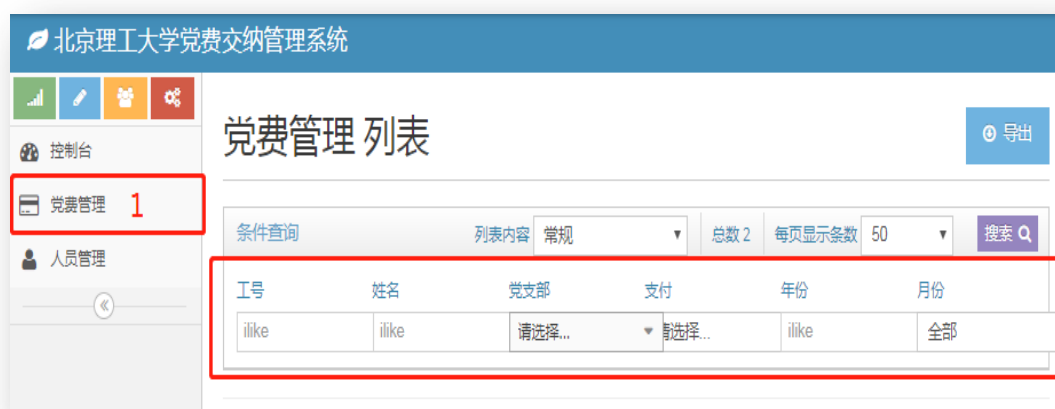 北京理工大学党费交纳管理系统
控制台
党费管理 1
人员管理
党费管理 列表
导出
条件查询 列表内容 常规 总数 2 每页显示条数 50 搜索
工号 姓名 党支部 支付 年份 月份
ilike ilike 请选择... 请选择... ilike 全部